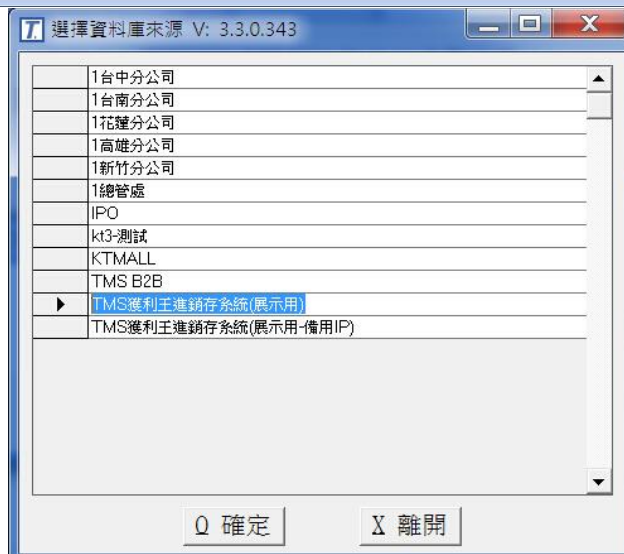 T. 選擇資料庫來源 V: 3.3.0.343
1台中分公司
1台南分公司
1花蓮分公司
1高雄分公司
1新竹分公司
1總管處
IPO
kt3-測試
KTMALL
TMS B2B
TMS獲利王進銷存系統(展示用)
TMS獲利王進銷存系統(展示用-備用IP)
O 確定
X 離開